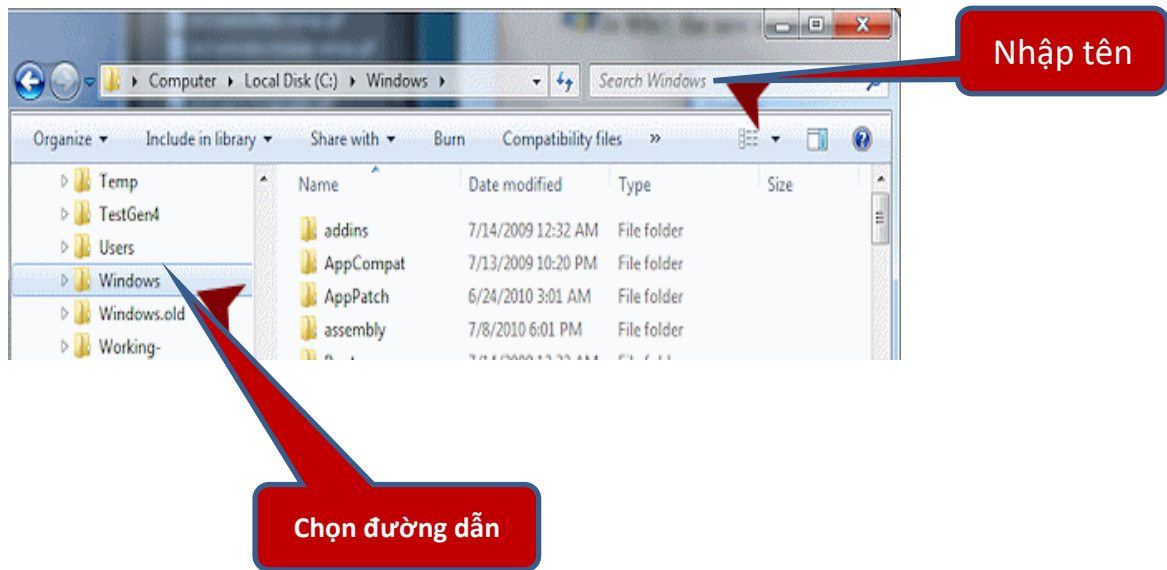 Nhập tên
Computer Local Disk (C:) Windows
Search Windows
Organize Include in library Share with Burn Compatibility files »
Temp
TestGen4
Users
Windows
Windows.old
Working-
Name Date modified Type Size
addins 7/14/2009 12:32 AM File folder
AppCompat 7/13/2009 10:20 PM File folder
AppPatch 6/24/2010 3:01 AM File folder
assembly 7/8/2010 6:01 PM File folder
Chọn đường dẫn